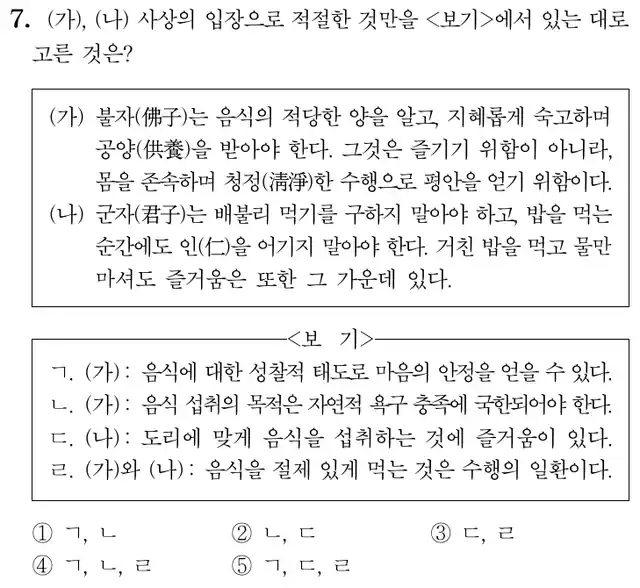 7. (가), (나) 사상의 입장으로 적절한 것만을 <보기>에서 있는 대로
고른 것은?
(가) 불자(佛子)는 음식의 적당한 양을 알고, 지혜롭게 숙고하며
공양(供養)을 받아야 한다. 그것은 즐기기 위함이 아니라,
몸을 존속하며 청정(淸淨)한 수행으로 평안을 얻기 위함이다.
(나) 군자(君子)는 배불리 먹기를 구하지 말아야 하고, 밥을 먹는
순간에도 인(仁)을 어기지 말아야 한다. 거친 밥을 먹고 물만
마셔도 즐거움은 또한 그 가운데 있다.
<보 기>
ㄱ. (가) : 음식에 대한 성찰적 태도로 마음의 안정을 얻을 수 있다.
ㄴ. (가) : 음식 섭취의 목적은 자연적 욕구 충족에 국한되어야 한다.
ㄷ. (나) : 도리에 맞게 음식을 섭취하는 것에 즐거움이 있다.
ㄹ. (가)와 (나) : 음식을 절제 있게 먹는 것은 수행의 일환이다.
① ㄱ, ㄴ ② ㄴ, ㄷ ③ ㄷ, ㄹ
④ ㄱ, ㄴ, ㄹ ⑤ ㄱ, ㄷ, ㄹ